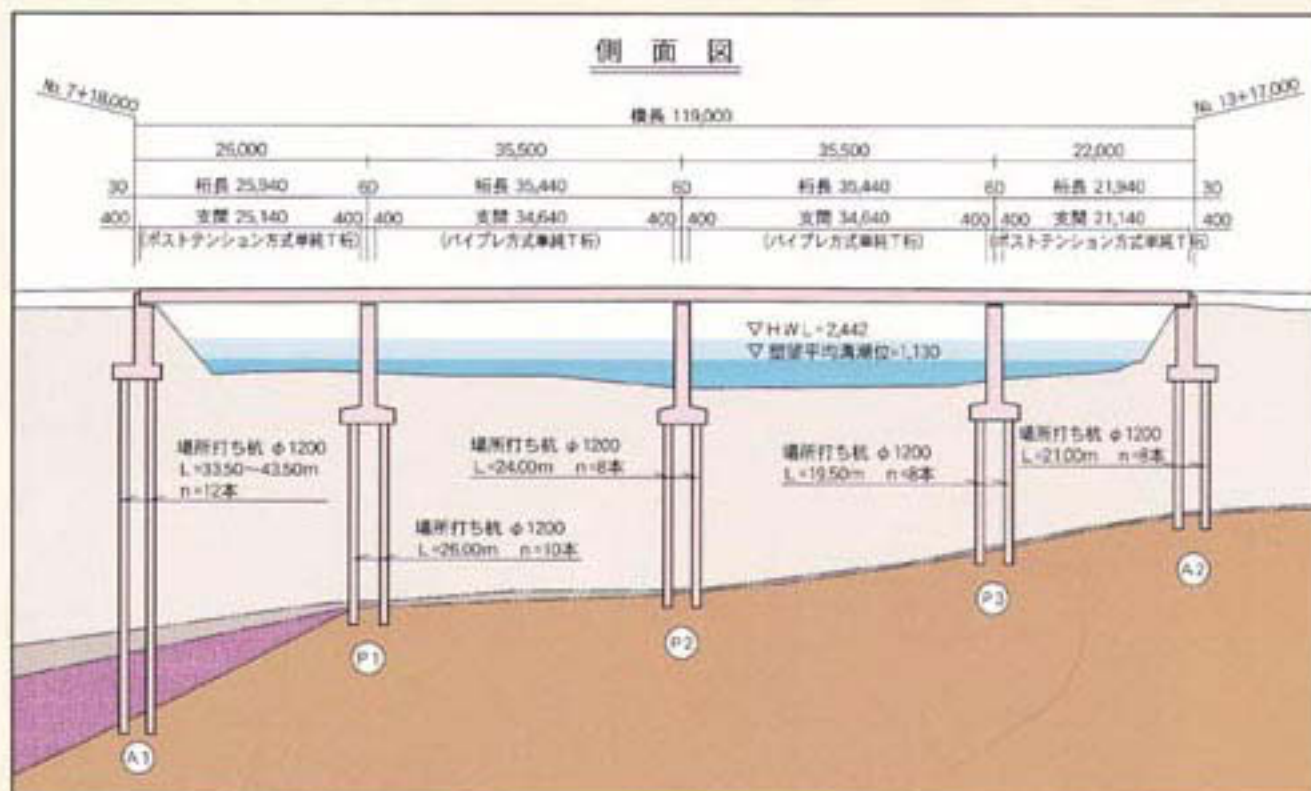 側面図
No. 7+18,000
No. 13+17,000
橋長 119,000
26,000 35,500 35,500 22,000
30 桁長 25,940 60 桁長 35,440 60 桁長 35,440 60 桁長 21,940 30
400 支間 25,140 400 400 支間 34,640 400 400 支間 34,640 400 400 支間 21,140 400
(ポストテンション方式単純T桁) (バイプレ方式単純T桁) (バイプレ方式単純T桁) (ポストテンション方式単純T桁)
▽HWL=2,442
▽朔望平均満潮位=1,130
場所打ち杭 φ1200
L=33.50～43.50m
n=12本
場所打ち杭 φ1200
L=26.00m n=10本
場所打ち杭 φ1200
L=24.00m n=8本
場所打ち杭 φ1200
L=19.50m n=8本
場所打ち杭 φ1200
L=21.00m n=8本
A1
P1
P2
P3
A2